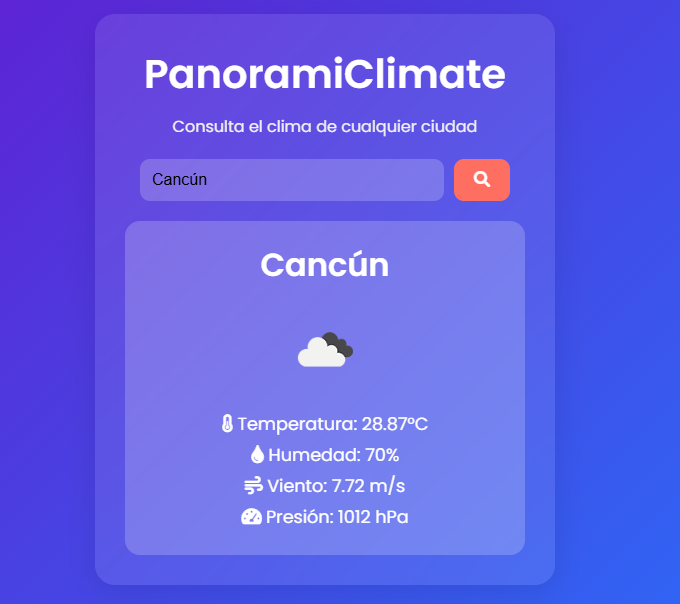 PanoramiClimate
Consulta el clima de cualquier ciudad
Cancún
Cancún
Temperatura: 28.87°C
Humedad: 70%
Viento: 7.72 m/s
Presión: 1012 hPa